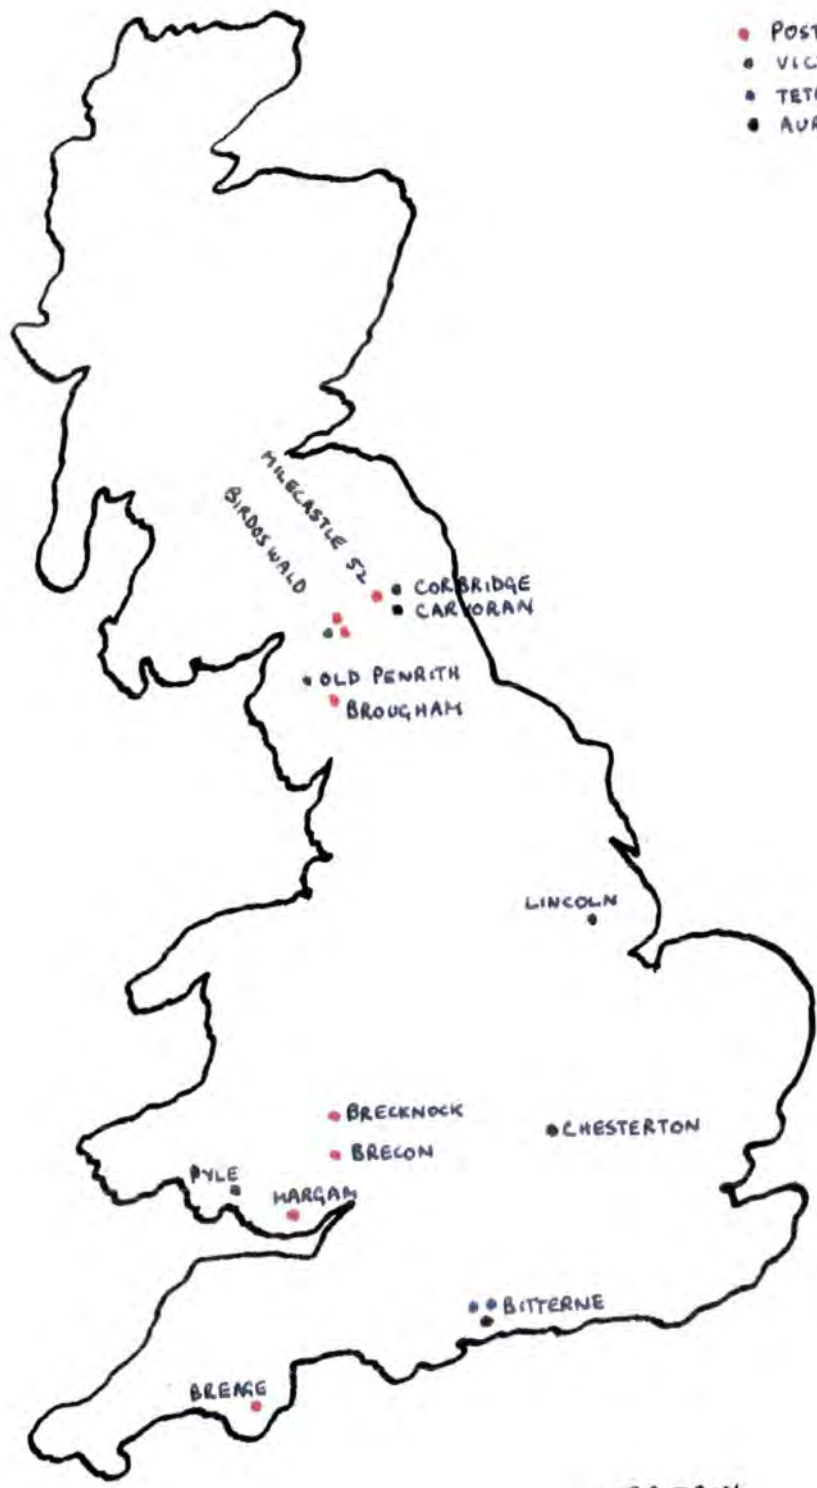 POST
VIC
TET
AUR
MILECASTLE 52
BIRDOSWALD
CORBRIDGE
CARVORAN
OLD PENRITH
BROUGHAM
LINCOLN
BRECKNOCK
CHESTERTON
BRECON
PYLE
MARGAM
BITTERNE
BREAGE